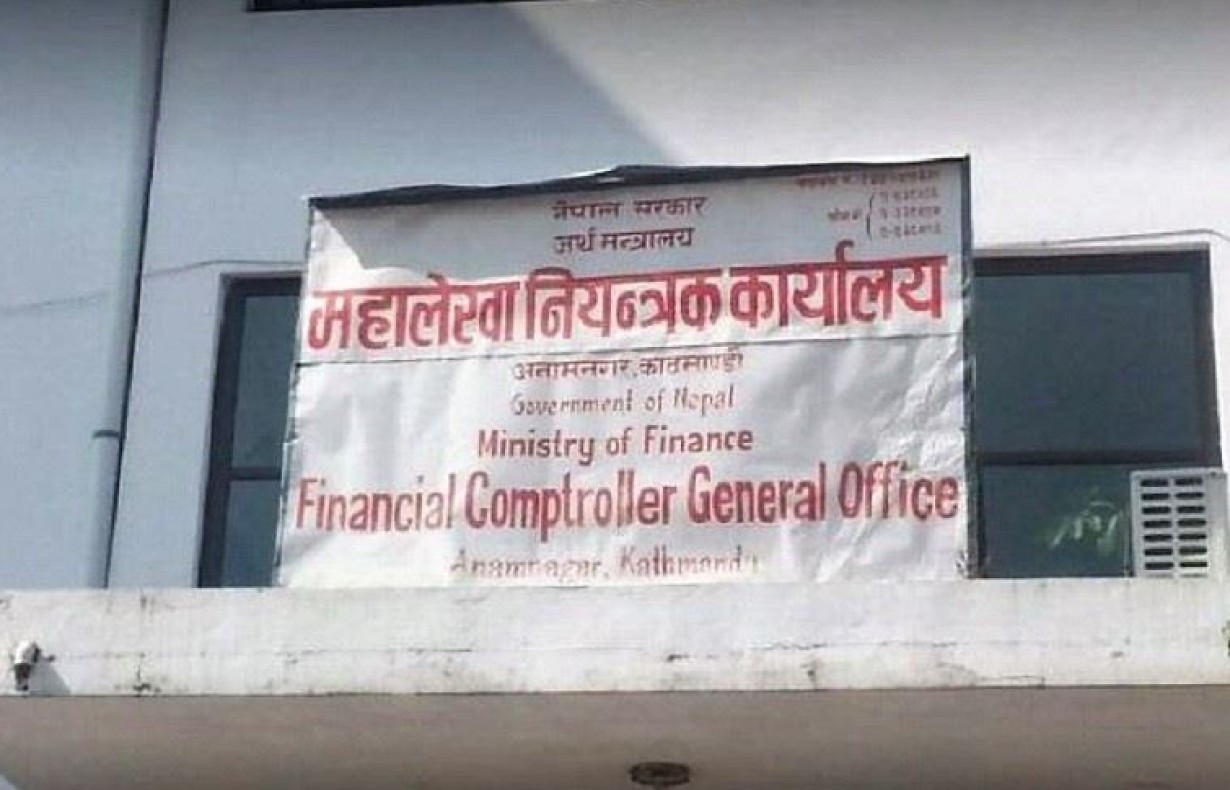 नेपाल सरकार
अर्थ मन्त्रालय
महालेखा नियन्त्रक कार्यालय
अनामनगर, काठमाण्डौ
Government of Nepal
Ministry of Finance
Financial Comptroller General Office
Anamnagar, Kathmandu